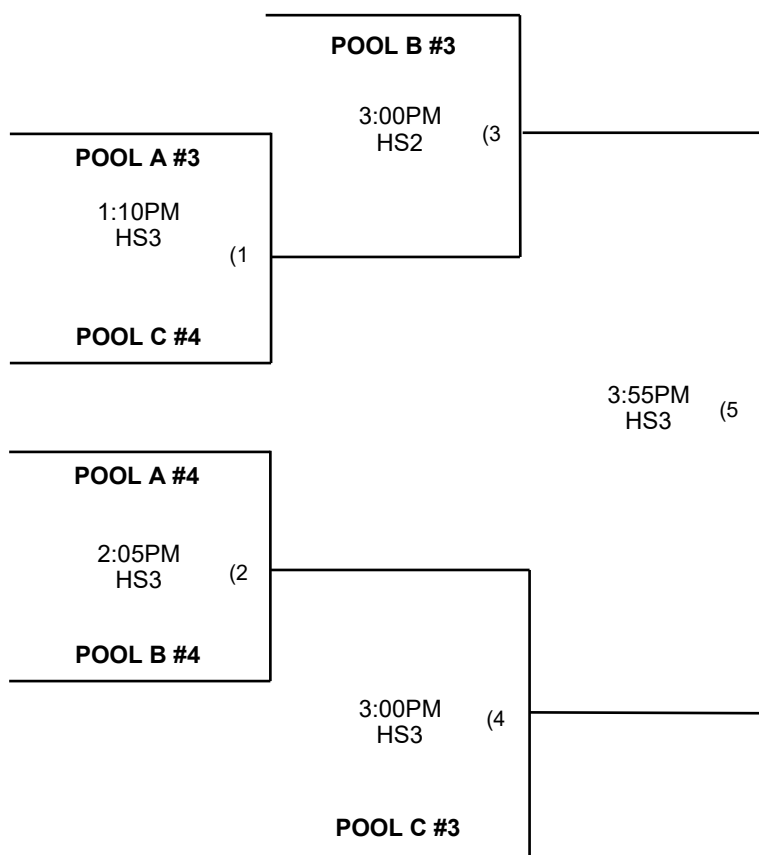 POOL B #3
3:00PM
HS2
(3
POOL A #3
1:10PM
HS3
(1
POOL C #4
3:55PM
HS3
(5
POOL A #4
2:05PM
HS3
(2
POOL B #4
3:00PM
HS3
(4
POOL C #3